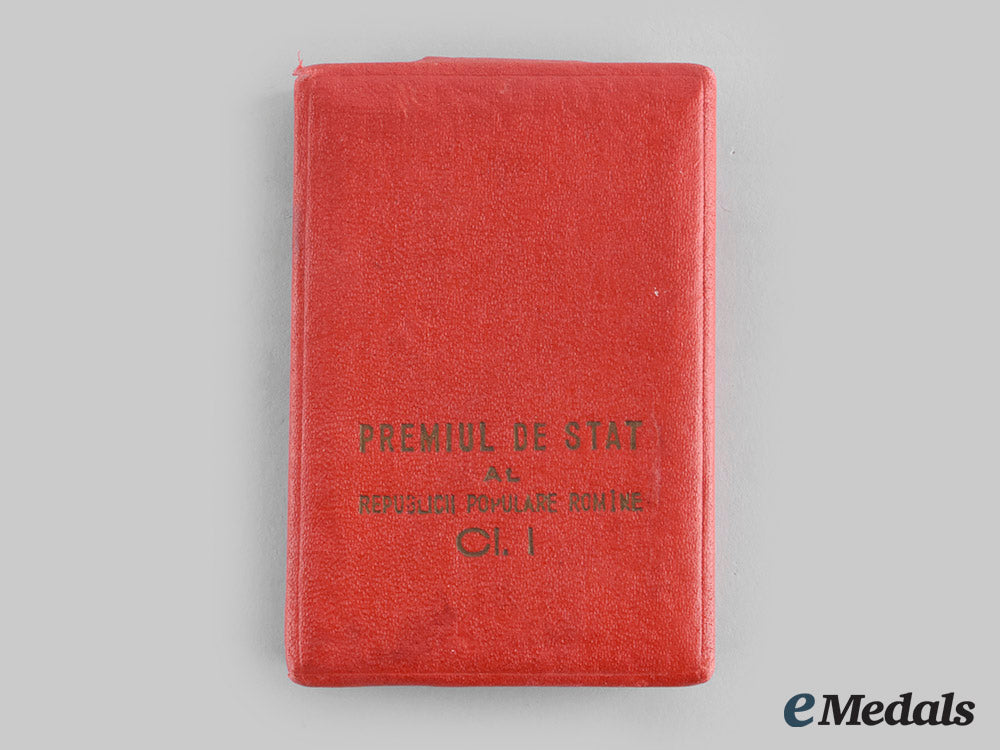 PREMIUL DE STAT
AL
REPUBLICII POPULARE ROMÎNE
Cl. I
eMedals